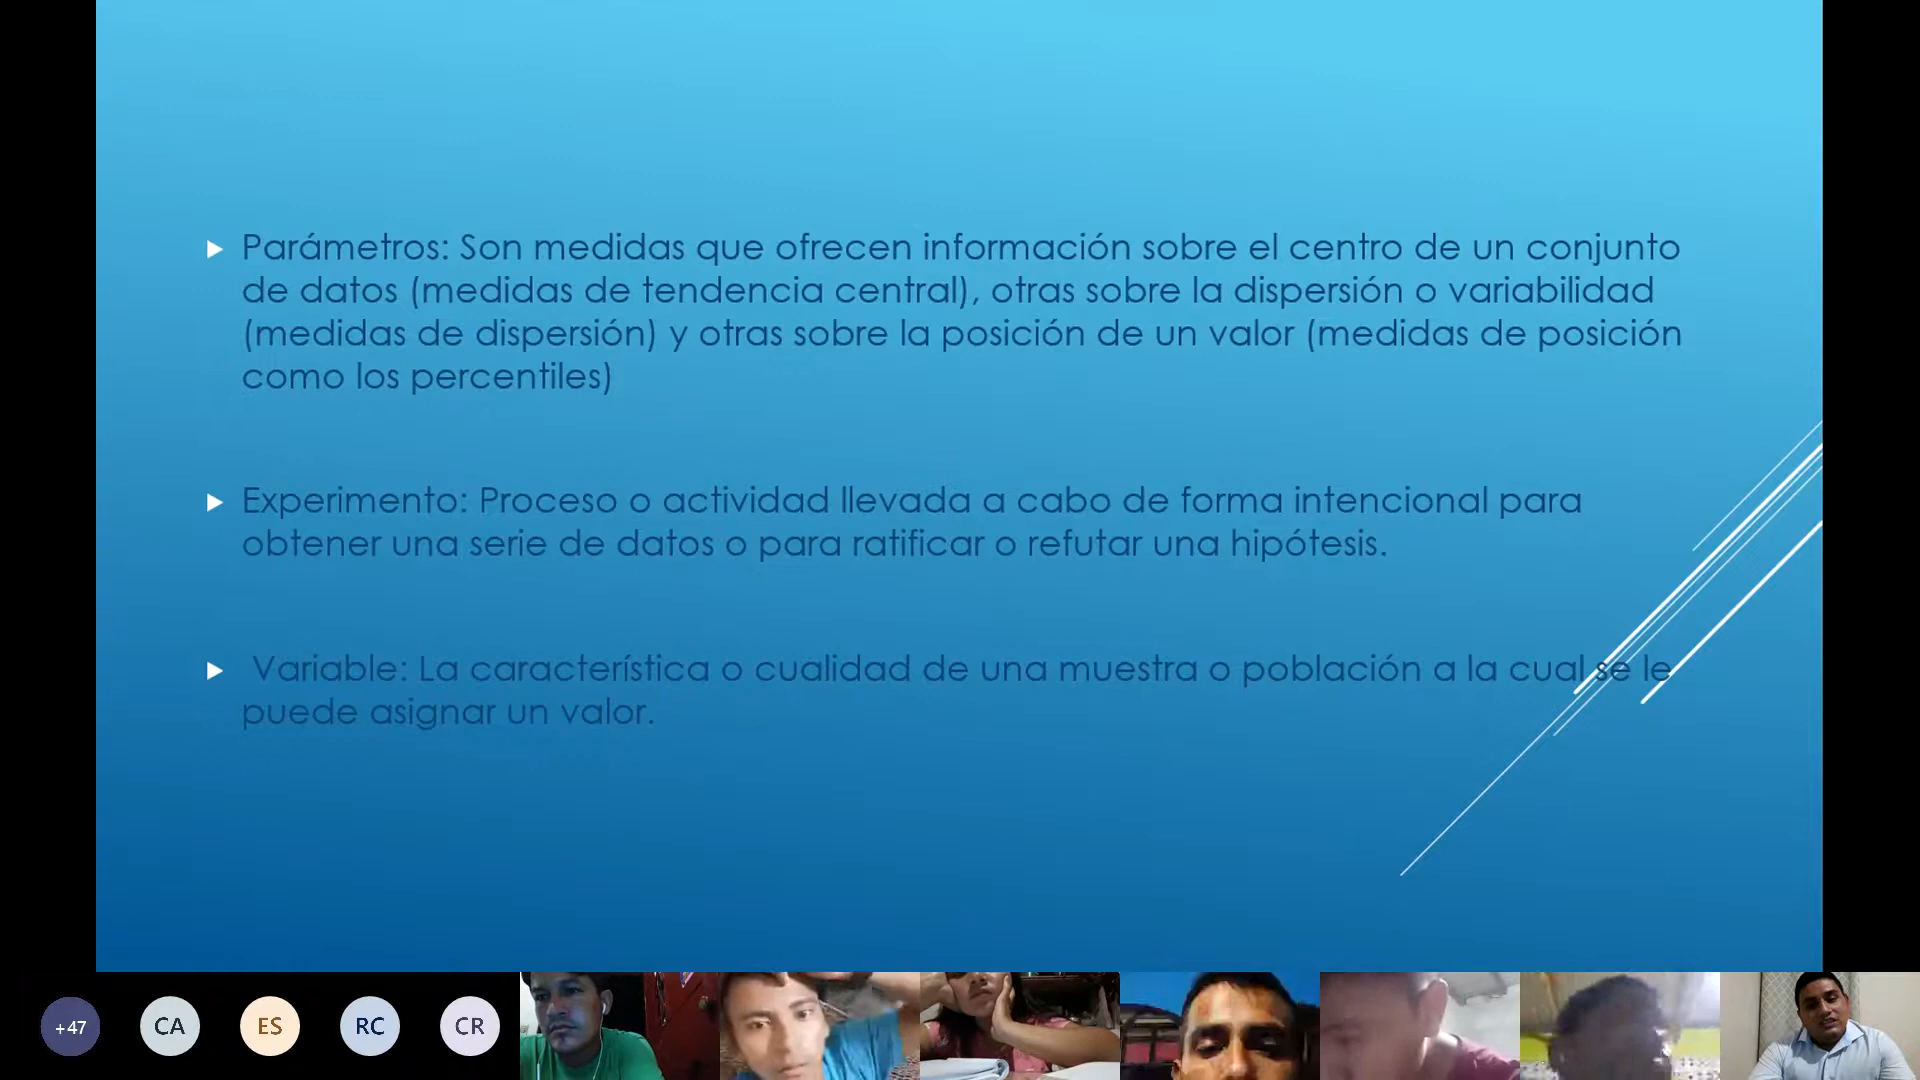 Parámetros: Son medidas que ofrecen información sobre el centro de un conjunto
de datos (medidas de tendencia central), otras sobre la dispersión o variabilidad
(medidas de dispersión) y otras sobre la posición de un valor (medidas de posición
como los percentiles)
Experimento: Proceso o actividad llevada a cabo de forma intencional para
obtener una serie de datos o para ratificar o refutar una hipótesis.
Variable: La característica o cualidad de una muestra o población a la cual se le
puede asignar un valor.
+47 CA ES RC CR